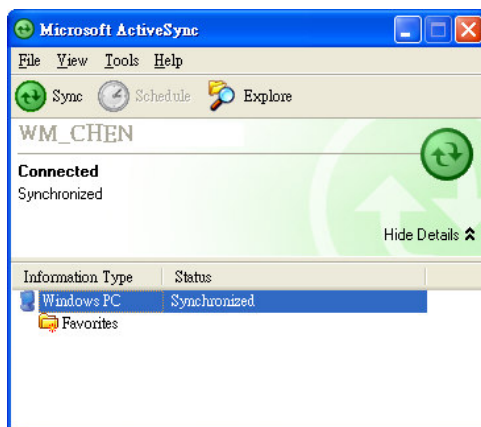 Microsoft ActiveSync
File View Tools Help
Sync Schedule Explore
WM_CHEN
Connected
Synchronized
Hide Details
Information Type Status
Windows PC Synchronized
Favorites